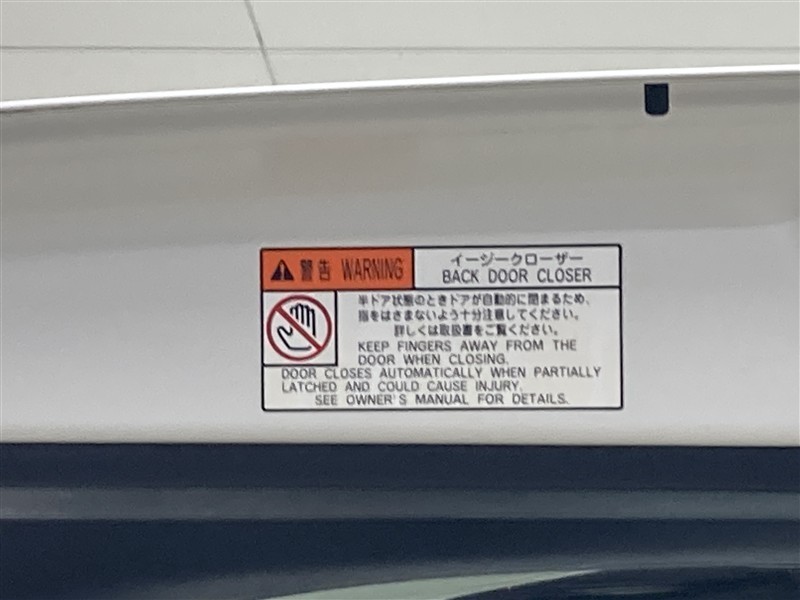 警告 WARNING
イージークローザー
BACK DOOR CLOSER
半ドア状態のときドアが自動的に閉まるため、
指をはさまないよう十分注意してください。
詳しくは取扱書をご覧ください。
KEEP FINGERS AWAY FROM THE
DOOR WHEN CLOSING.
DOOR CLOSES AUTOMATICALLY WHEN PARTIALLY
LATCHED AND COULD CAUSE INJURY.
SEE OWNER'S MANUAL FOR DETAILS.